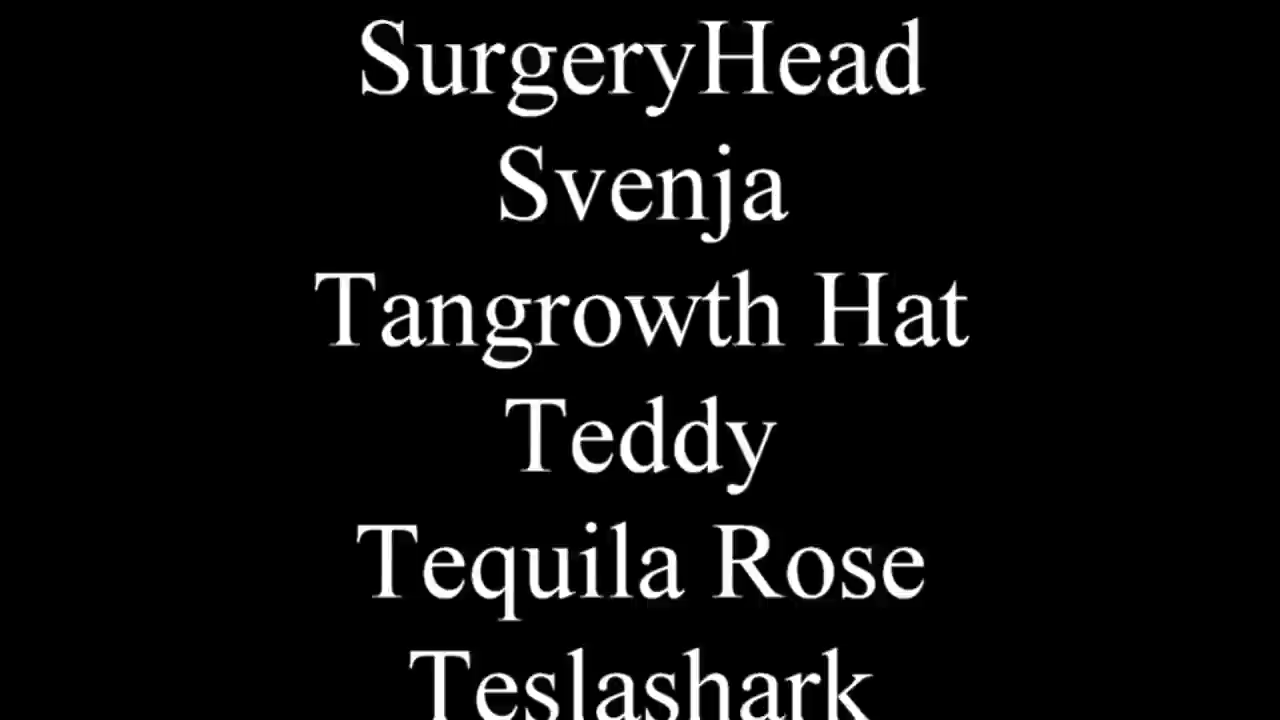 SurgeryHead
Svenja
Tangrowth Hat
Teddy
Tequila Rose
Teslashark